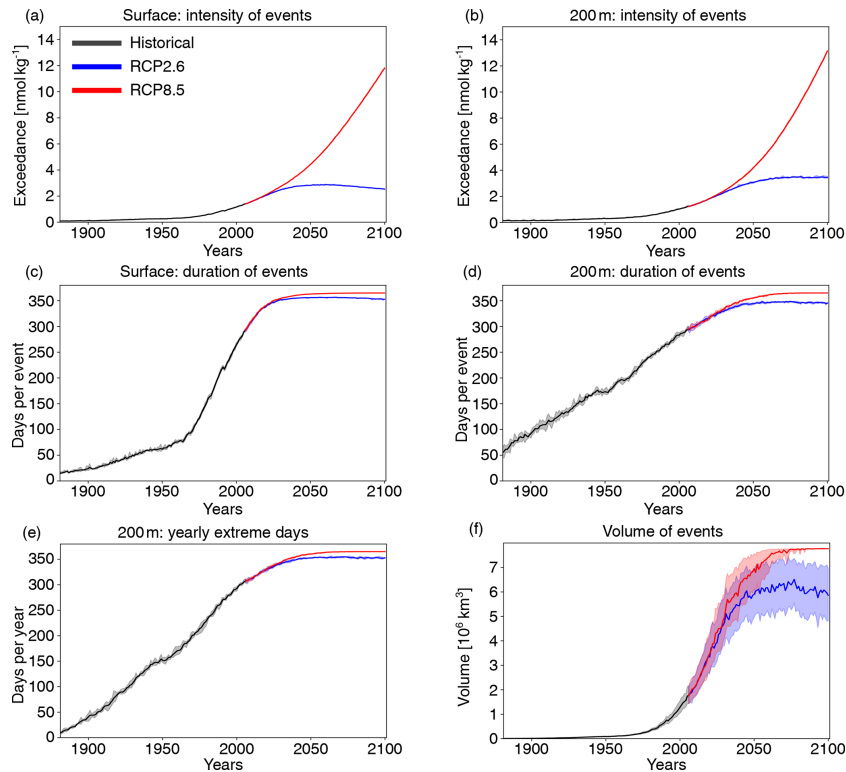 (a) Surface: intensity of events
Exceedance [nmol kg⁻¹]
14
12
10
8
6
4
2
0
Historical
RCP2.6
RCP8.5
1900 1950 2000 2050 2100
Years
(b) 200 m: intensity of events
Exceedance [nmol kg⁻¹]
14
12
10
8
6
4
2
0
1900 1950 2000 2050 2100
Years
(c) Surface: duration of events
Days per event
350
300
250
200
150
100
50
0
1900 1950 2000 2050 2100
Years
(d) 200 m: duration of events
Days per event
350
300
250
200
150
100
50
0
1900 1950 2000 2050 2100
Years
(e) 200 m: yearly extreme days
Days per year
350
300
250
200
150
100
50
0
1900 1950 2000 2050 2100
Years
(f) Volume of events
Volume [10⁶ km³]
7
6
5
4
3
2
1
0
1900 1950 2000 2050 2100
Years